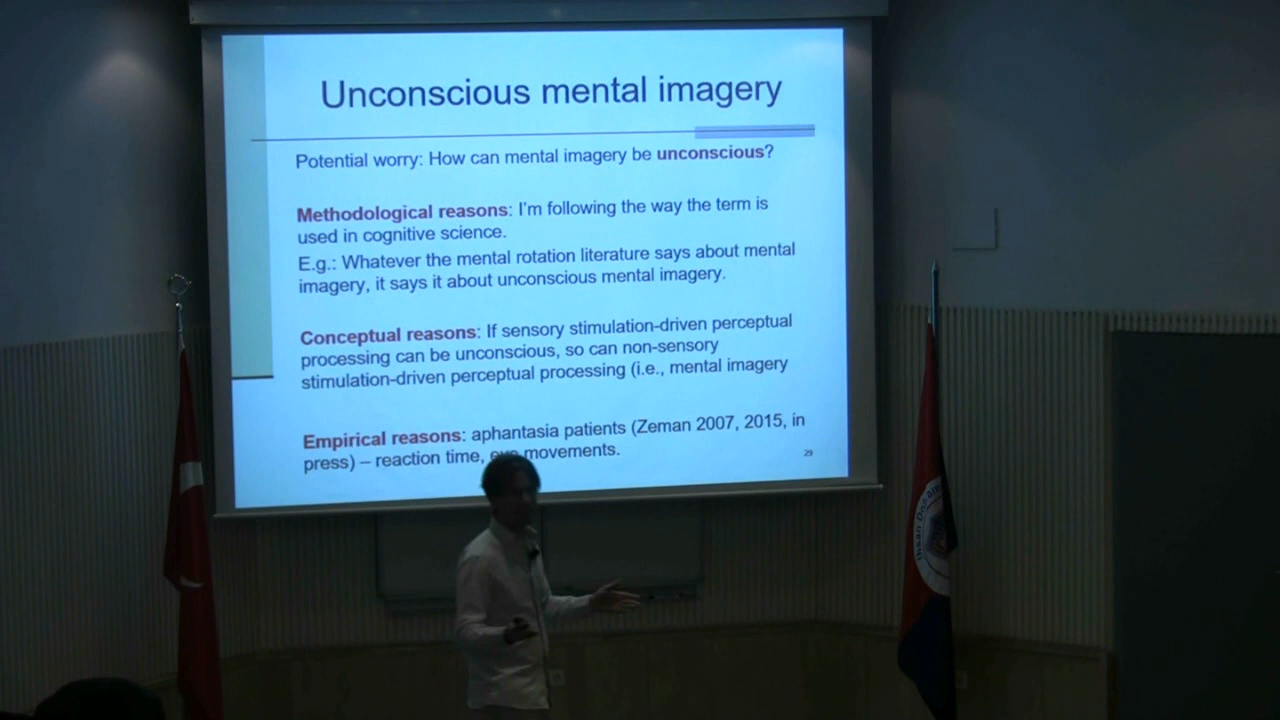 Unconscious mental imagery
Potential worry: How can mental imagery be unconscious?
Methodological reasons: I'm following the way the term is
used in cognitive science.
E.g.: Whatever the mental rotation literature says about mental
imagery, it says it about unconscious mental imagery.
Conceptual reasons: If sensory stimulation-driven perceptual
processing can be unconscious, so can non-sensory
stimulation-driven perceptual processing (i.e., mental imagery
Empirical reasons: aphantasia patients (Zeman 2007, 2015, in
press) – reaction time, eye movements.
29